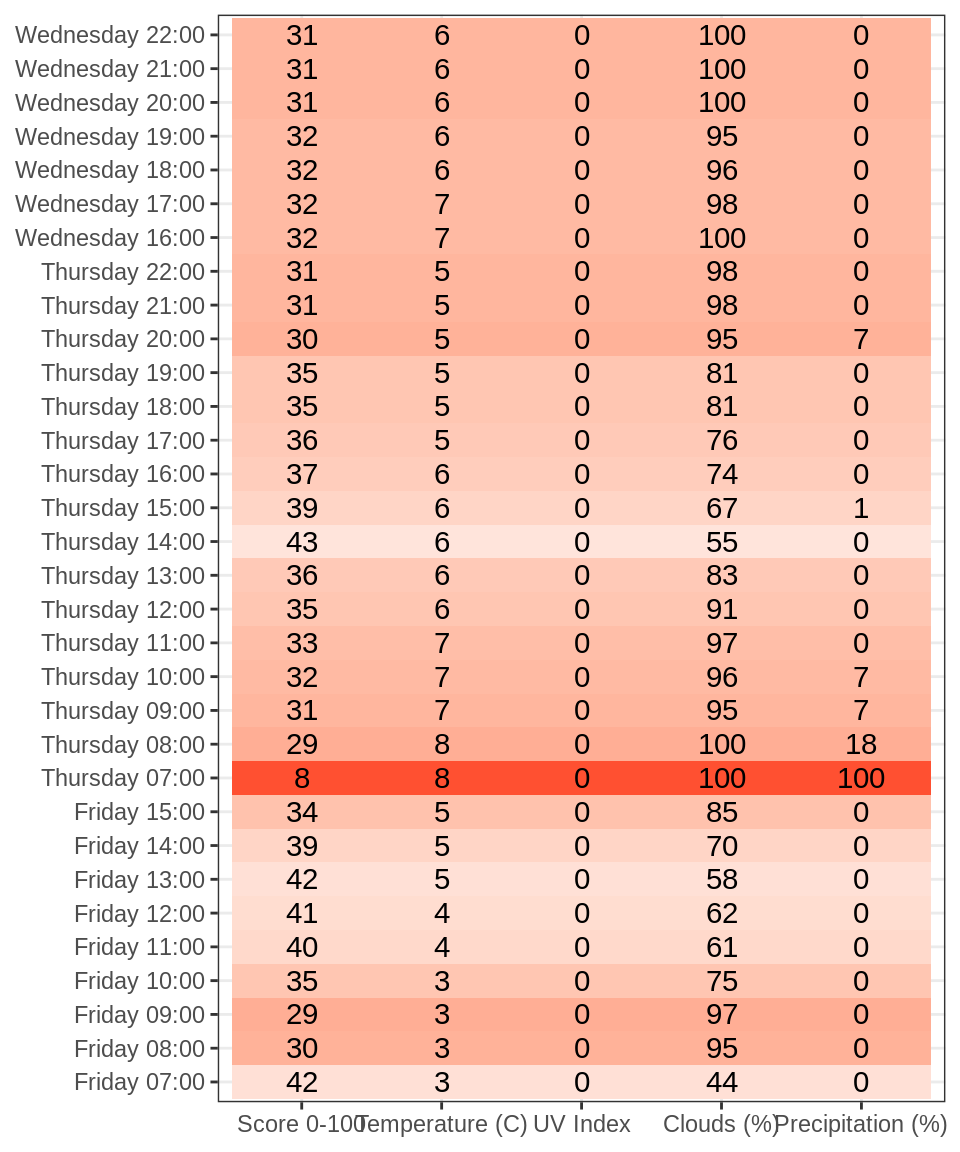 Wednesday 22:00 31 6 0 100 0
Wednesday 21:00 31 6 0 100 0
Wednesday 20:00 31 6 0 100 0
Wednesday 19:00 32 6 0 95 0
Wednesday 18:00 32 6 0 96 0
Wednesday 17:00 32 7 0 98 0
Wednesday 16:00 32 7 0 100 0
Thursday 22:00 31 5 0 98 0
Thursday 21:00 31 5 0 98 0
Thursday 20:00 30 5 0 95 7
Thursday 19:00 35 5 0 81 0
Thursday 18:00 35 5 0 81 0
Thursday 17:00 36 5 0 76 0
Thursday 16:00 37 6 0 74 0
Thursday 15:00 39 6 0 67 1
Thursday 14:00 43 6 0 55 0
Thursday 13:00 36 6 0 83 0
Thursday 12:00 35 6 0 91 0
Thursday 11:00 33 7 0 97 0
Thursday 10:00 32 7 0 96 7
Thursday 09:00 31 7 0 95 7
Thursday 08:00 29 8 0 100 18
Thursday 07:00 8 8 0 100 100
Friday 15:00 34 5 0 85 0
Friday 14:00 39 5 0 70 0
Friday 13:00 42 5 0 58 0
Friday 12:00 41 4 0 62 0
Friday 11:00 40 4 0 61 0
Friday 10:00 35 3 0 75 0
Friday 09:00 29 3 0 97 0
Friday 08:00 30 3 0 95 0
Friday 07:00 42 3 0 44 0
Score 0-100 Temperature (C) UV Index Clouds (%) Precipitation (%)